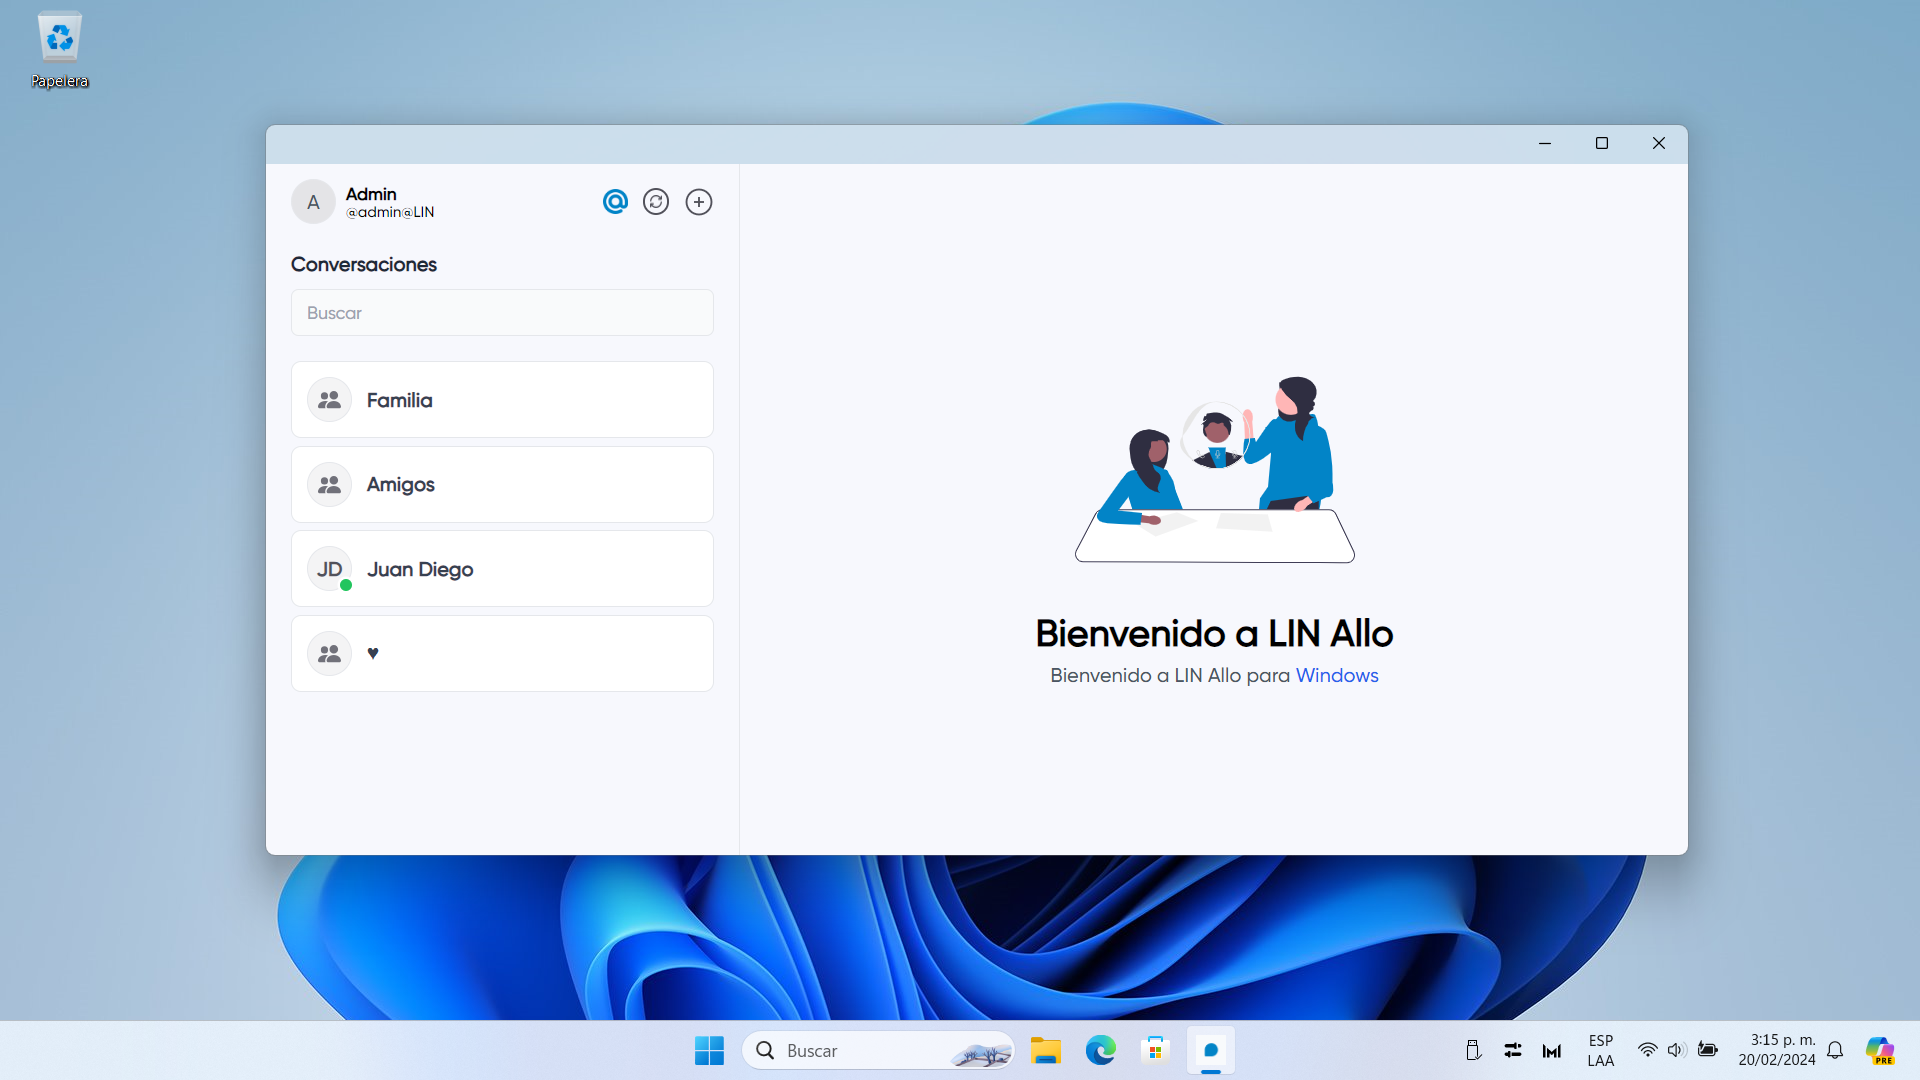 Papelera
A
Admin
@admin@LIN
Conversaciones
Buscar
Familia
Amigos
JD
Juan Diego
♥
Bienvenido a LIN Allo
Bienvenido a LIN Allo para Windows
Buscar
ESP
LAA
3:15 p. m.
20/02/2024
PRE